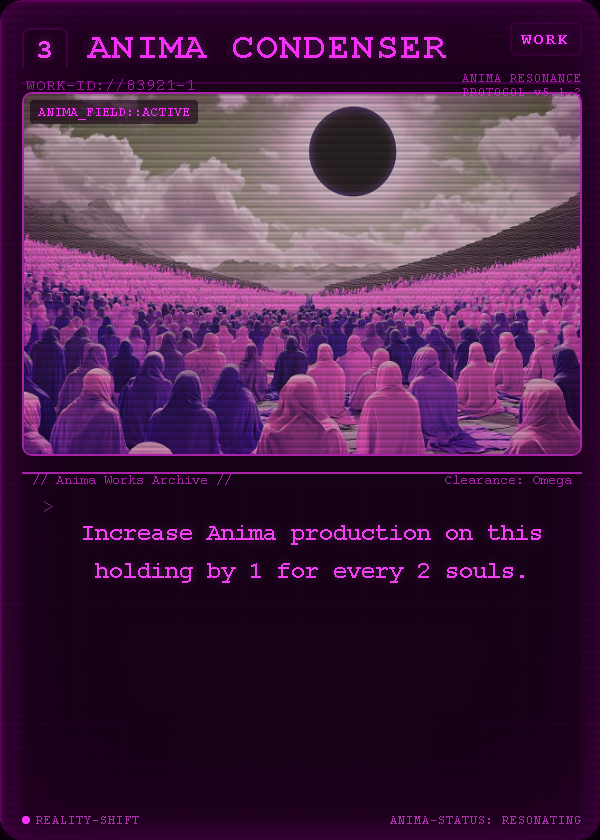 3 ANIMA CONDENSER WORK
WORK-ID://83921-1
ANIMA RESONANCE
PROTOCOL v5.1.2
ANIMA_FIELD::ACTIVE
// Anima Works Archive // Clearance: Omega
>
Increase Anima production on this
holding by 1 for every 2 souls.
REALITY-SHIFT ANIMA-STATUS: RESONATING